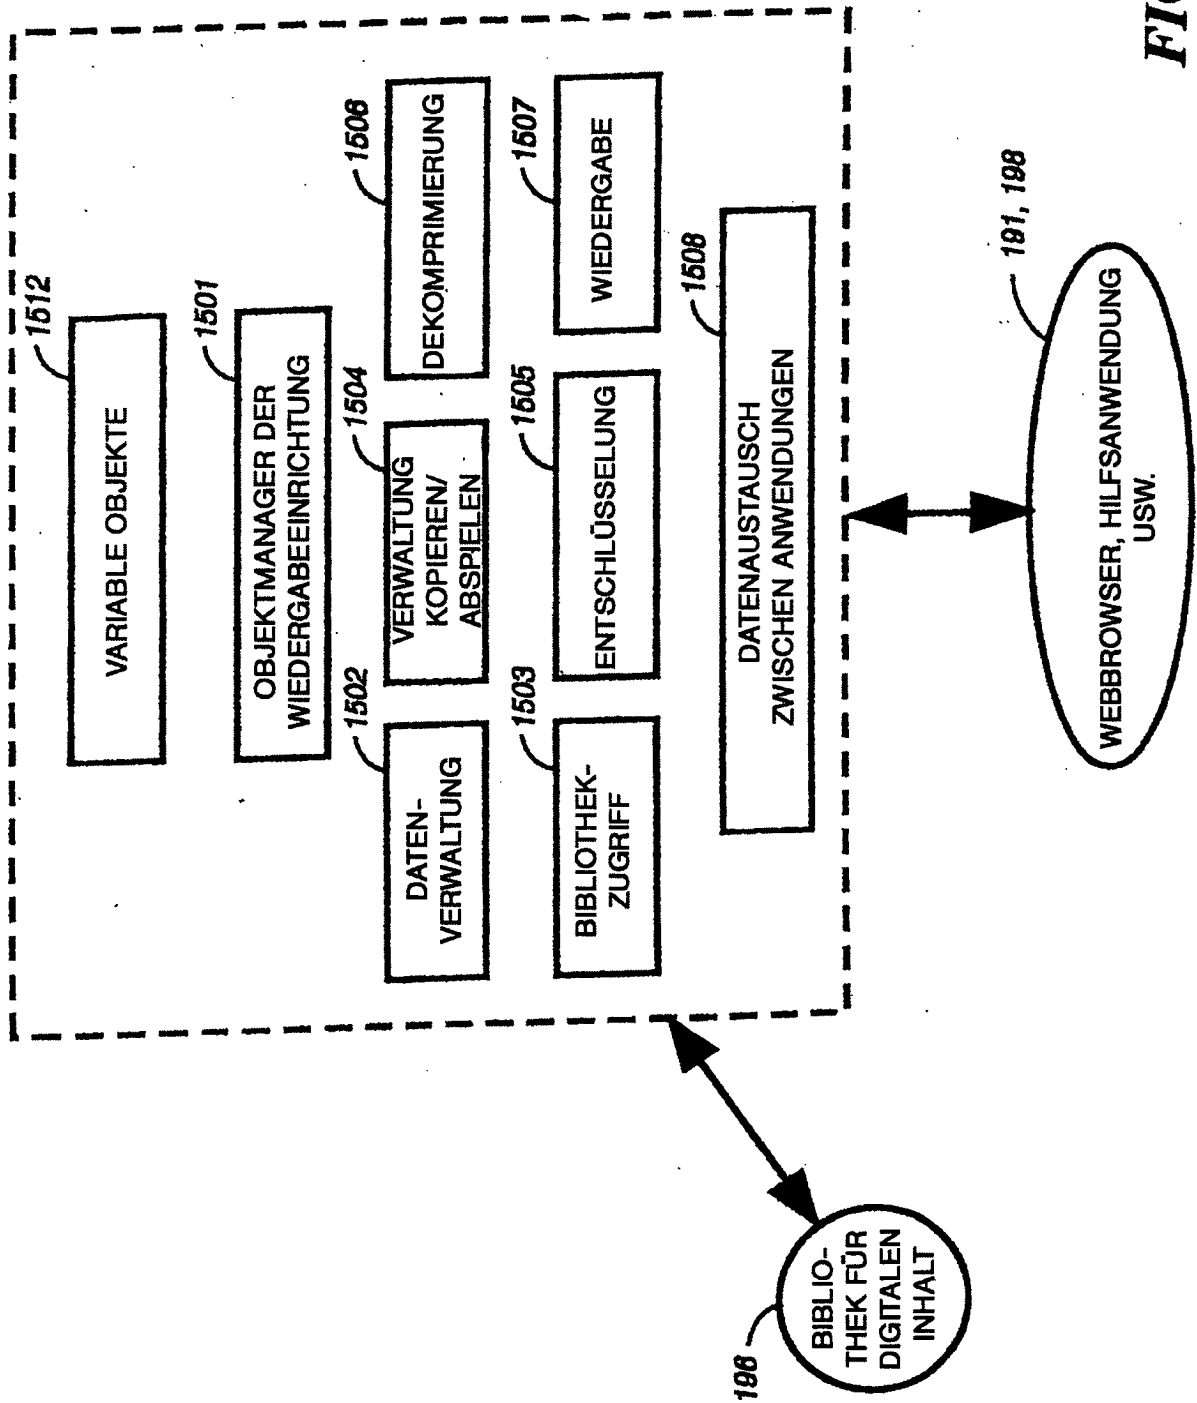 1512
VARIABLE OBJEKTE
1501
OBJEKTMANAGER DER
WIEDERGABEEINRICHTUNG
1502
DATEN-
VERWALTUNG
1504
VERWALTUNG
KOPIEREN/
ABSPIELEN
1506
DEKOMPRIMIERUNG
1503
BIBLIOTHEK-
ZUGRIFF
1505
ENTSCHLÜSSELUNG
1507
WIEDERGABE
1508
DATENAUSTAUSCH
ZWISCHEN ANWENDUNGEN
196
BIBLIO-
THEK FÜR
DIGITALEN
INHALT
191, 198
WEBBROWSER, HILFSANWENDUNG
USW.